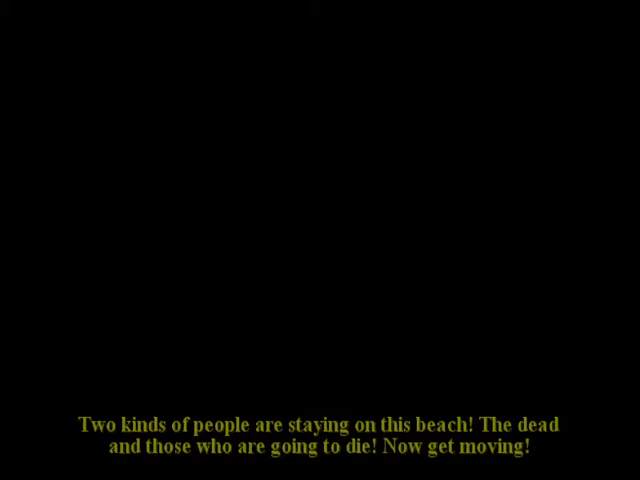 Two kinds of people are staying on this beach! The dead
and those who are going to die! Now get moving!